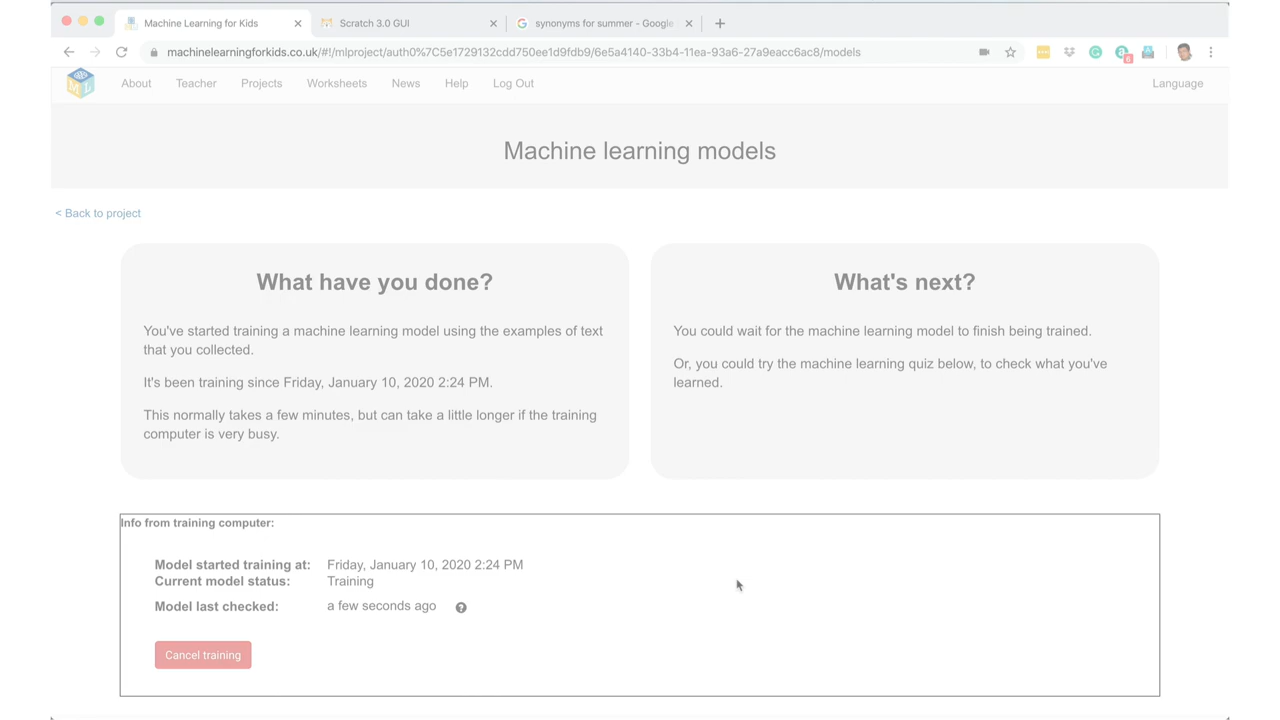 Machine Learning for Kids
Scratch 3.0 GUI
synonyms for summer - Google
machinelearningforkids.co.uk/#!/mlproject/auth0%7C5e1729132cdd750ee1d9fdb9/6e5a4140-33b4-11ea-93a6-27a9eacc6ac8/models
6
About Teacher Projects Worksheets News Help Log Out Language
Machine learning models
< Back to project
What have you done?
You've started training a machine learning model using the examples of text
that you collected.
It's been training since Friday, January 10, 2020 2:24 PM.
This normally takes a few minutes, but can take a little longer if the training
computer is very busy.
What's next?
You could wait for the machine learning model to finish being trained.
Or, you could try the machine learning quiz below, to check what you've
learned.
Info from training computer:
Model started training at: Friday, January 10, 2020 2:24 PM
Current model status: Training
Model last checked: a few seconds ago ?
Cancel training